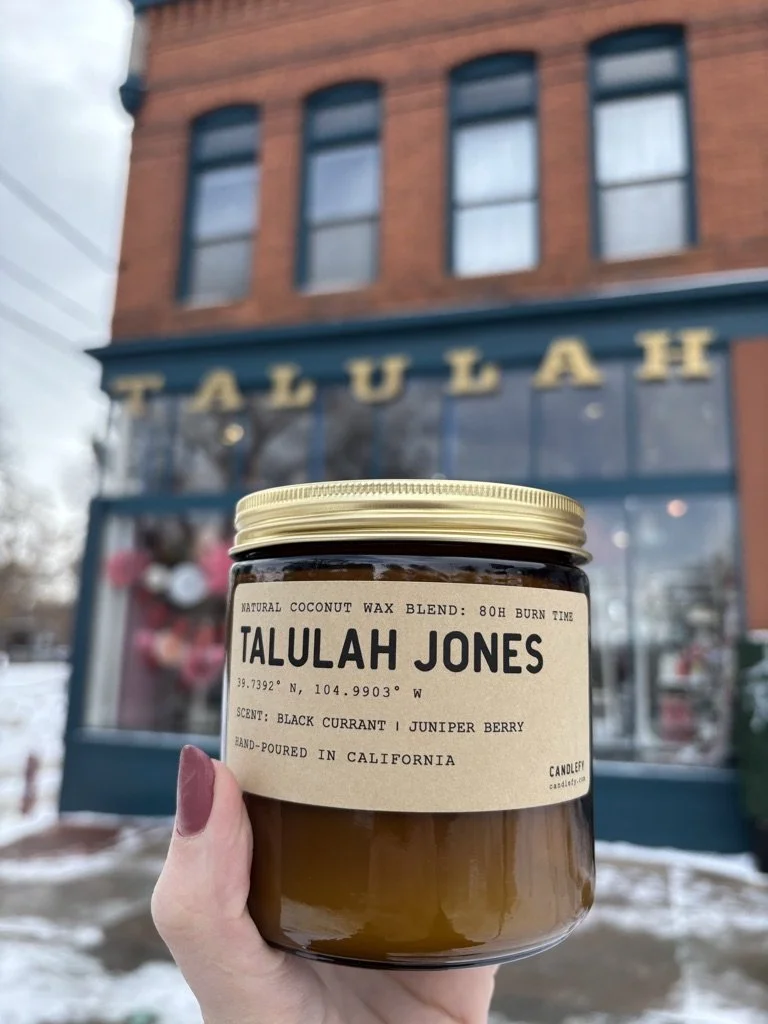 TALULAH
NATURAL COCONUT WAX BLEND: 80H BURN TIME
TALULAH JONES
39.7392° N, 104.9903° W
SCENT: BLACK CURRANT | JUNIPER BERRY
HAND-POURED IN CALIFORNIA
CANDLEFY
candlefy.com